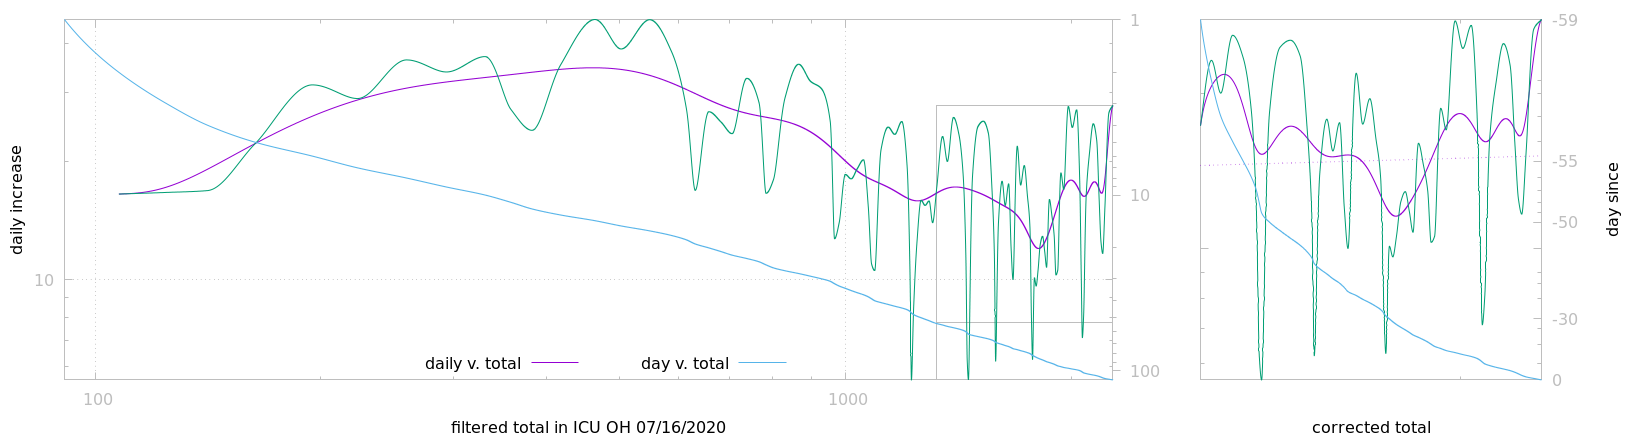 daily increase
10
100
1000
1
10
100
daily v. total
day v. total
filtered total in ICU OH 07/16/2020
-59
-55
-50
-30
0
day since
corrected total